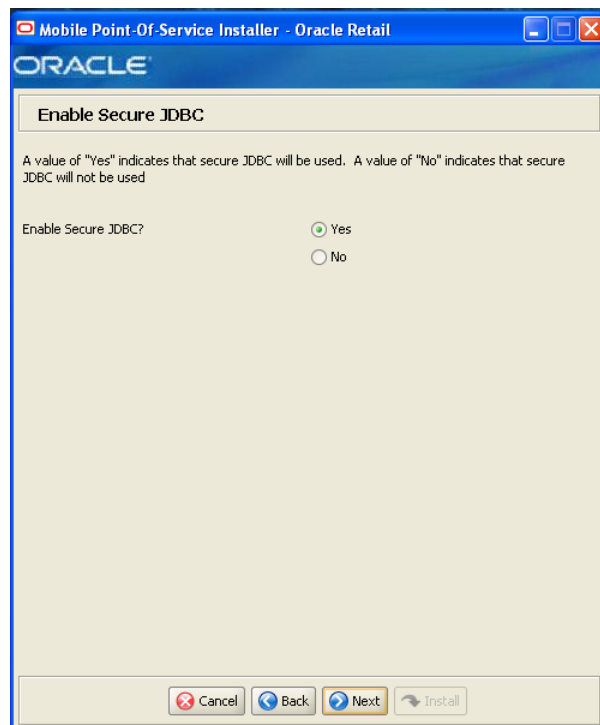 Mobile Point-Of-Service Installer - Oracle Retail
ORACLE
Enable Secure JDBC
A value of "Yes" indicates that secure JDBC will be used. A value of "No" indicates that secure
JDBC will not be used
Enable Secure JDBC?
Yes
No
Cancel
Back
Next
Install